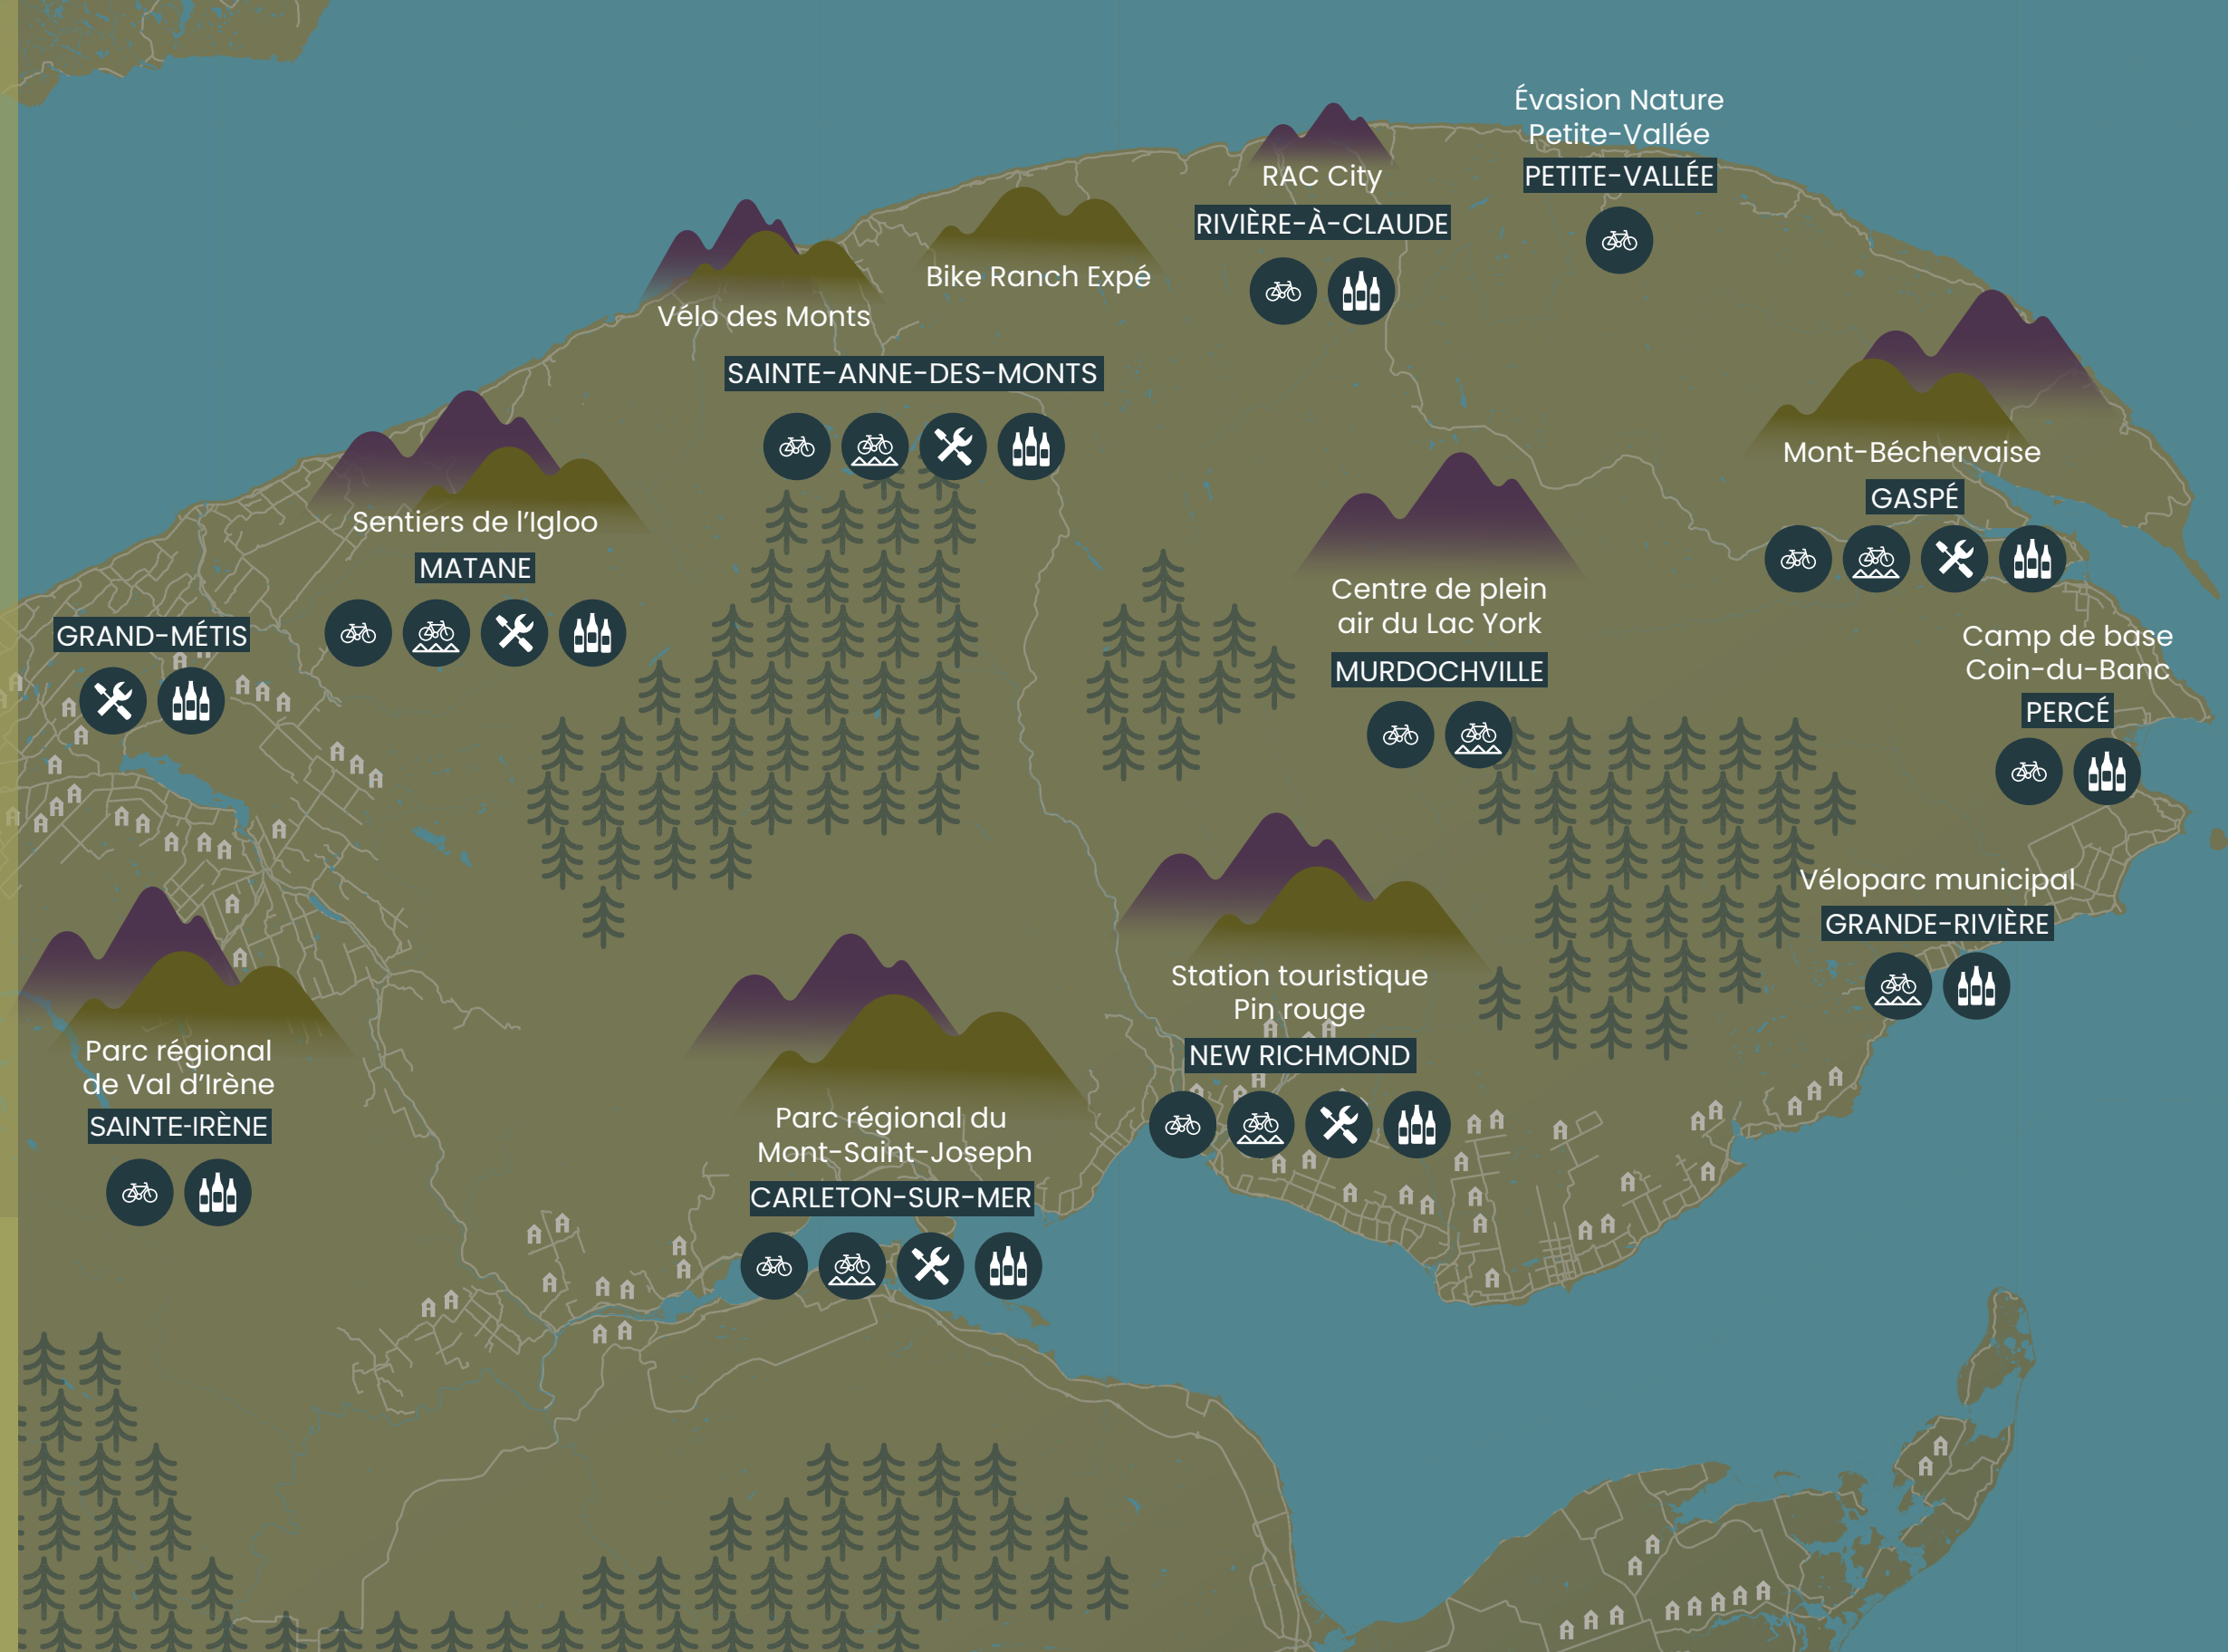 Évasion Nature
Petite-Vallée
PETITE-VALLÉE
RAC City
RIVIÈRE-À-CLAUDE
Bike Ranch Expé
Vélo des Monts
SAINTE-ANNE-DES-MONTS
Mont-Béchervaise
GASPÉ
Sentiers de l'Igloo
MATANE
Centre de plein
air du Lac York
MURDOCHVILLE
GRAND-MÉTIS
Camp de base
Coin-du-Banc
PERCÉ
Véloparc municipal
GRANDE-RIVIÈRE
Station touristique
Pin rouge
NEW RICHMOND
Parc régional
de Val d'Irène
SAINTE-IRÈNE
Parc régional du
Mont-Saint-Joseph
CARLETON-SUR-MER